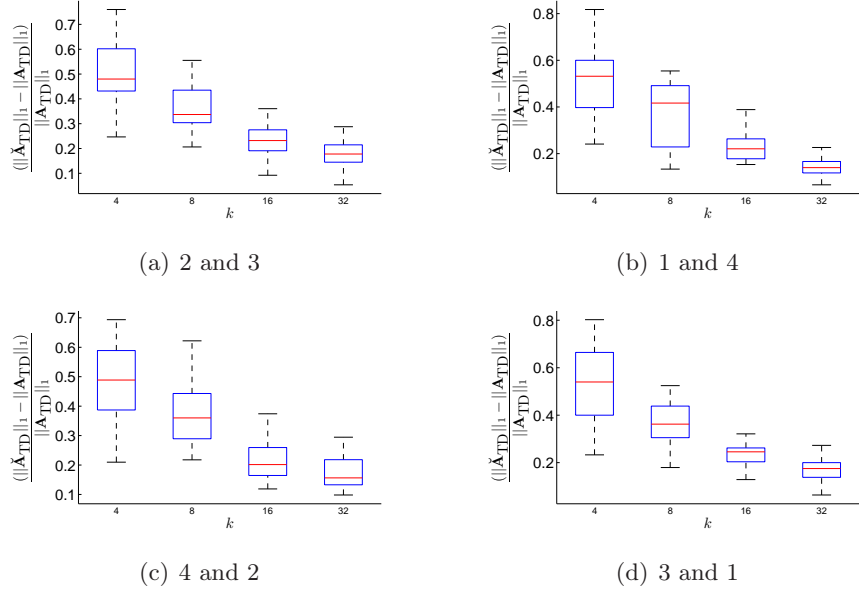 (||Ǎ_TD||₁ − ||A_TD||₁)
||A_TD||₁
0.7
0.6
0.5
0.4
0.3
0.2
0.1
4 8 16 32
k
(a) 2 and 3
(||Ǎ_TD||₁ − ||A_TD||₁)
||A_TD||₁
0.8
0.6
0.4
0.2
4 8 16 32
k
(b) 1 and 4
(||Ǎ_TD||₁ − ||A_TD||₁)
||A_TD||₁
0.7
0.6
0.5
0.4
0.3
0.2
0.1
4 8 16 32
k
(c) 4 and 2
(||Ǎ_TD||₁ − ||A_TD||₁)
||A_TD||₁
0.8
0.6
0.4
0.2
4 8 16 32
k
(d) 3 and 1